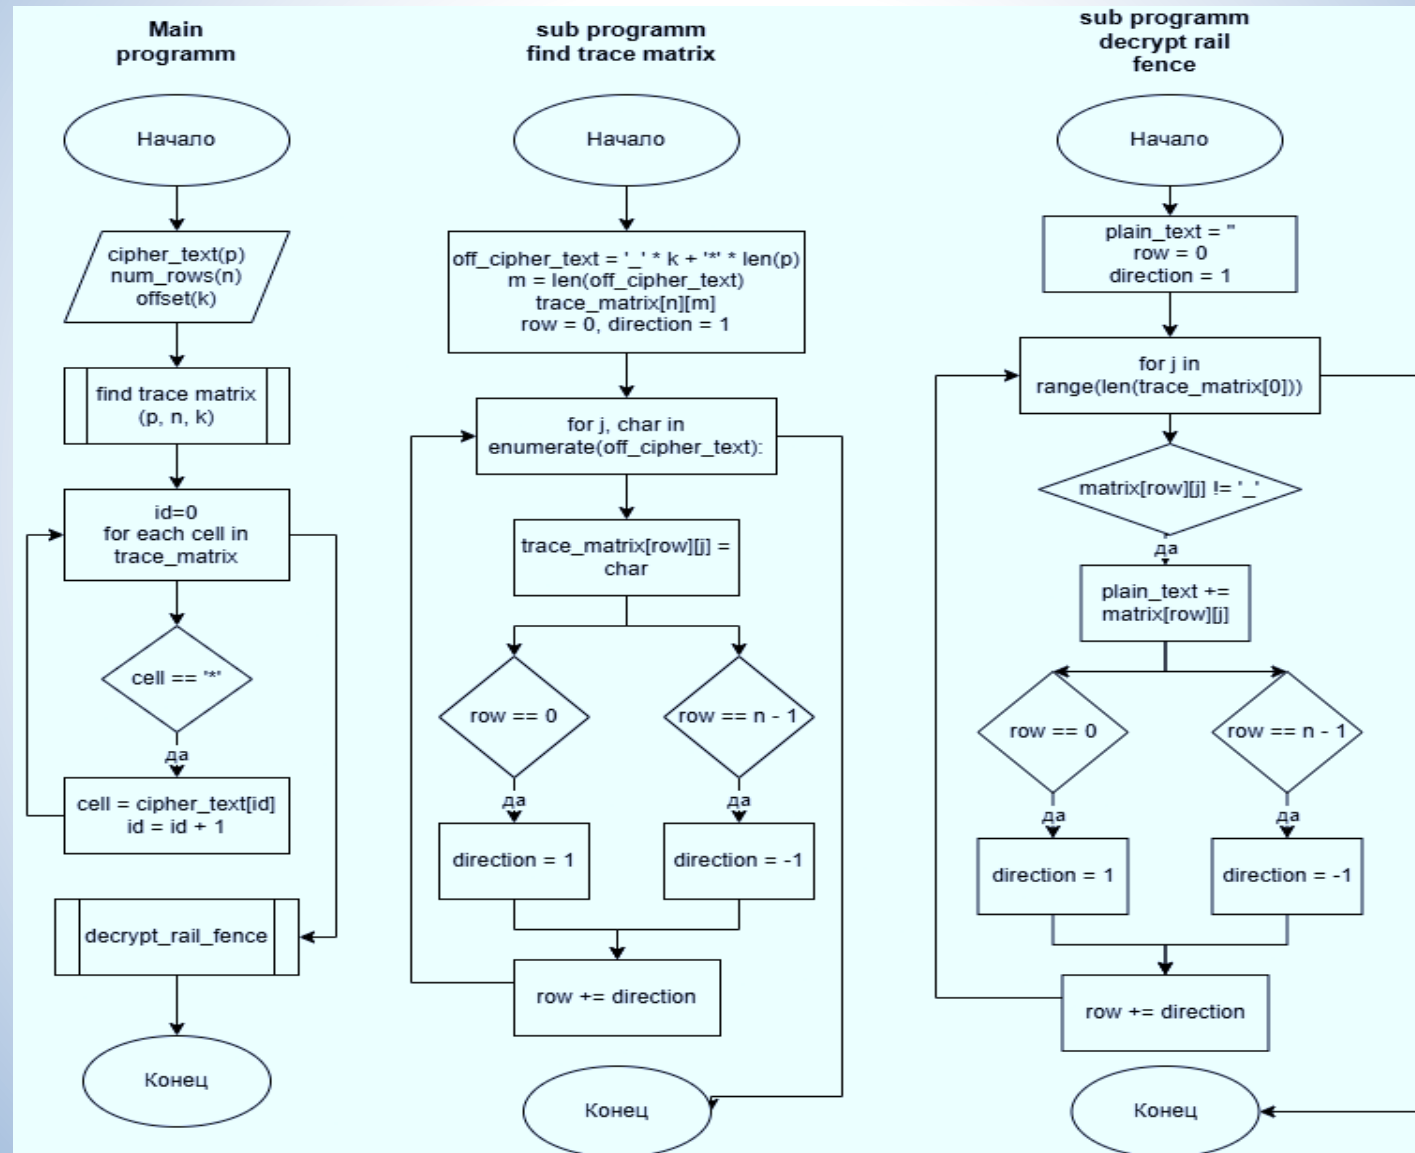 Main
programm
Начало
cipher_text(p)
num_rows(n)
offset(k)
find trace matrix
(p, n, k)
id=0
for each cell in
trace_matrix
cell == '*'
да
cell = cipher_text[id]
id = id + 1
decrypt_rail_fence
Конец
sub programm
find trace matrix
Начало
off_cipher_text = '_' * k + '*' * len(p)
m = len(off_cipher_text)
trace_matrix[n][m]
row = 0, direction = 1
for j, char in
enumerate(off_cipher_text):
trace_matrix[row][j] =
char
row == 0
row == n - 1
да
да
direction = 1
direction = -1
row += direction
Конец
sub programm
decrypt rail
fence
Начало
plain_text = ''
row = 0
direction = 1
for j in
range(len(trace_matrix[0]))
matrix[row][j] != '_'
да
plain_text +=
matrix[row][j]
row == 0
row == n - 1
да
да
direction = 1
direction = -1
row += direction
Конец